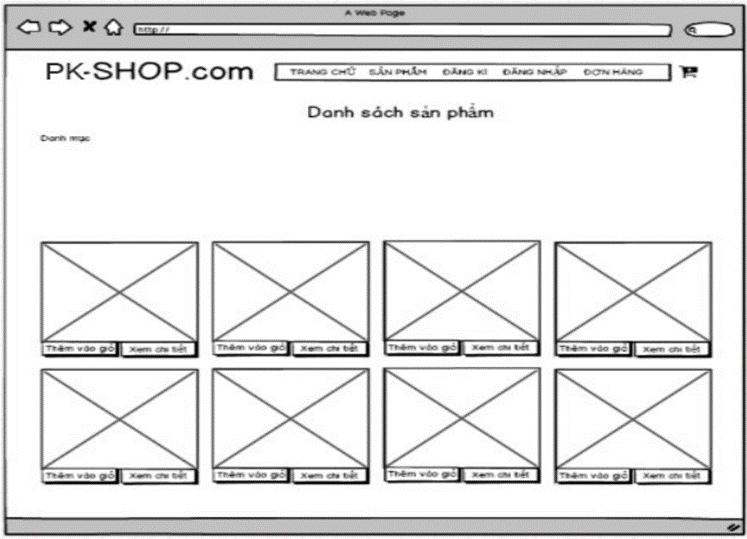 A Web Page
http://
PK-SHOP.com
TRANG CHỦ SẢN PHẨM ĐĂNG KÍ ĐĂNG NHẬP ĐƠN HÀNG
Danh sách sản phẩm
Danh mục
Thêm vào giỏ Xem chi tiết Thêm vào giỏ Xem chi tiết Thêm vào giỏ Xem chi tiết Thêm vào giỏ Xem chi tiết
Thêm vào giỏ Xem chi tiết Thêm vào giỏ Xem chi tiết Thêm vào giỏ Xem chi tiết Thêm vào giỏ Xem chi tiết